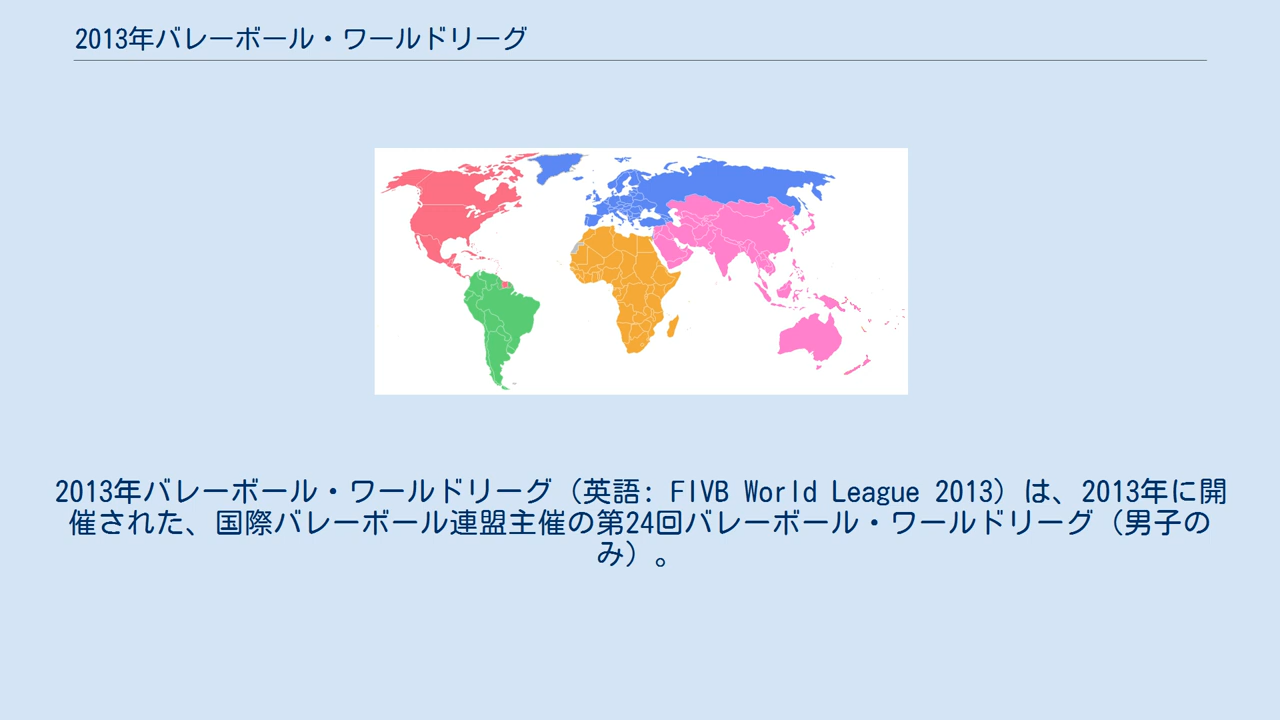 2013年バレーボール・ワールドリーグ
2013年バレーボール・ワールドリーグ（英語: FIVB World League 2013）は、2013年に開
催された、国際バレーボール連盟主催の第24回バレーボール・ワールドリーグ（男子の
み）。